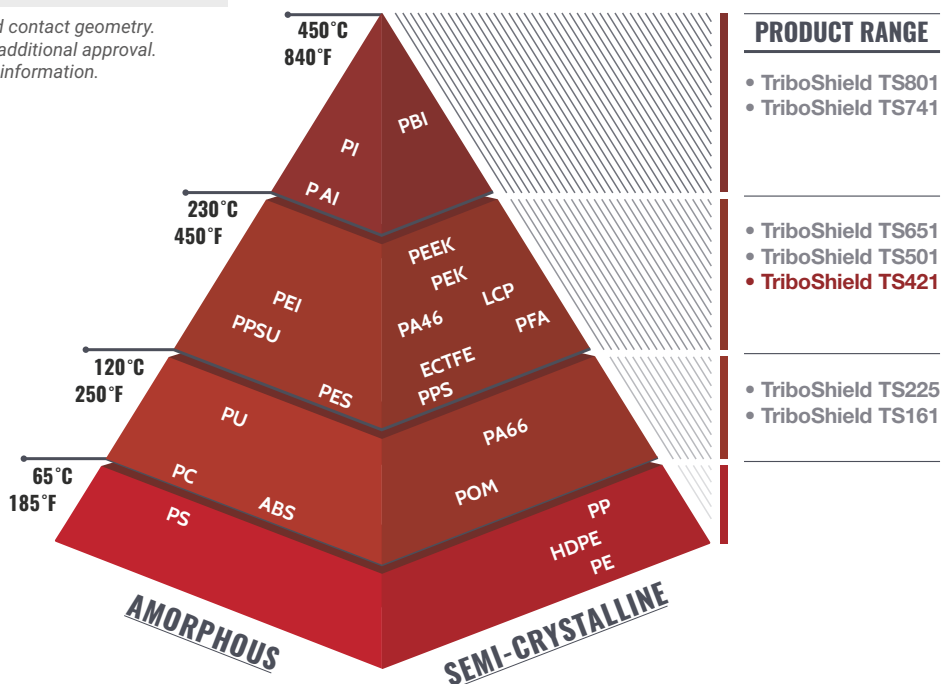 d contact geometry.
additional approval.
information.
450°C
840°F
PRODUCT RANGE
• TriboShield TS801
• TriboShield TS741
PBI
PI
P AI
230°C
450°F
• TriboShield TS651
• TriboShield TS501
• TriboShield TS421
PEEK
PEK
LCP
PEI
PA46
PFA
PPSU
ECTFE
PPS
PES
120°C
250°F
• TriboShield TS225
• TriboShield TS161
PU
PA66
PC
POM
ABS
65°C
185°F
PS
PP
HDPE
PE
AMORPHOUS
SEMI-CRYSTALLINE